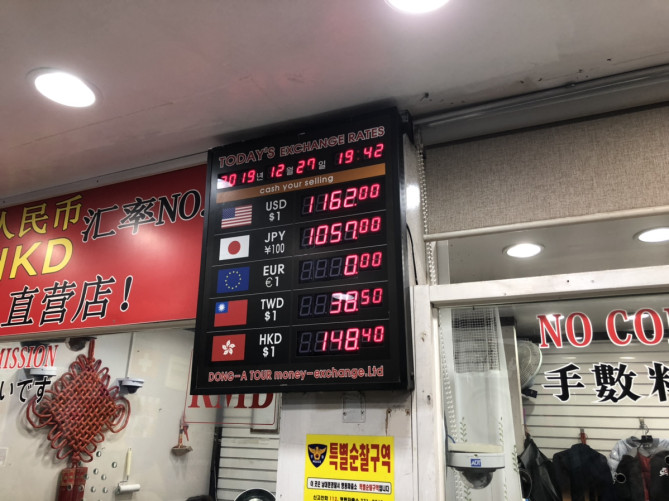 TODAY'S EXCHANGE RATES
2019년 12월 27일 19:42
cash your selling
USD $1 1162.00
JPY ¥100 1057.00
EUR €1 0.00
TWD $1 38.50
HKD $1 148.40
DONG-A TOUR money-exchange.Ltd
人民币 汇率NO.
HKD
直营店!
MISSION
いです
RMB
특별순찰구역
NO CO
手數料